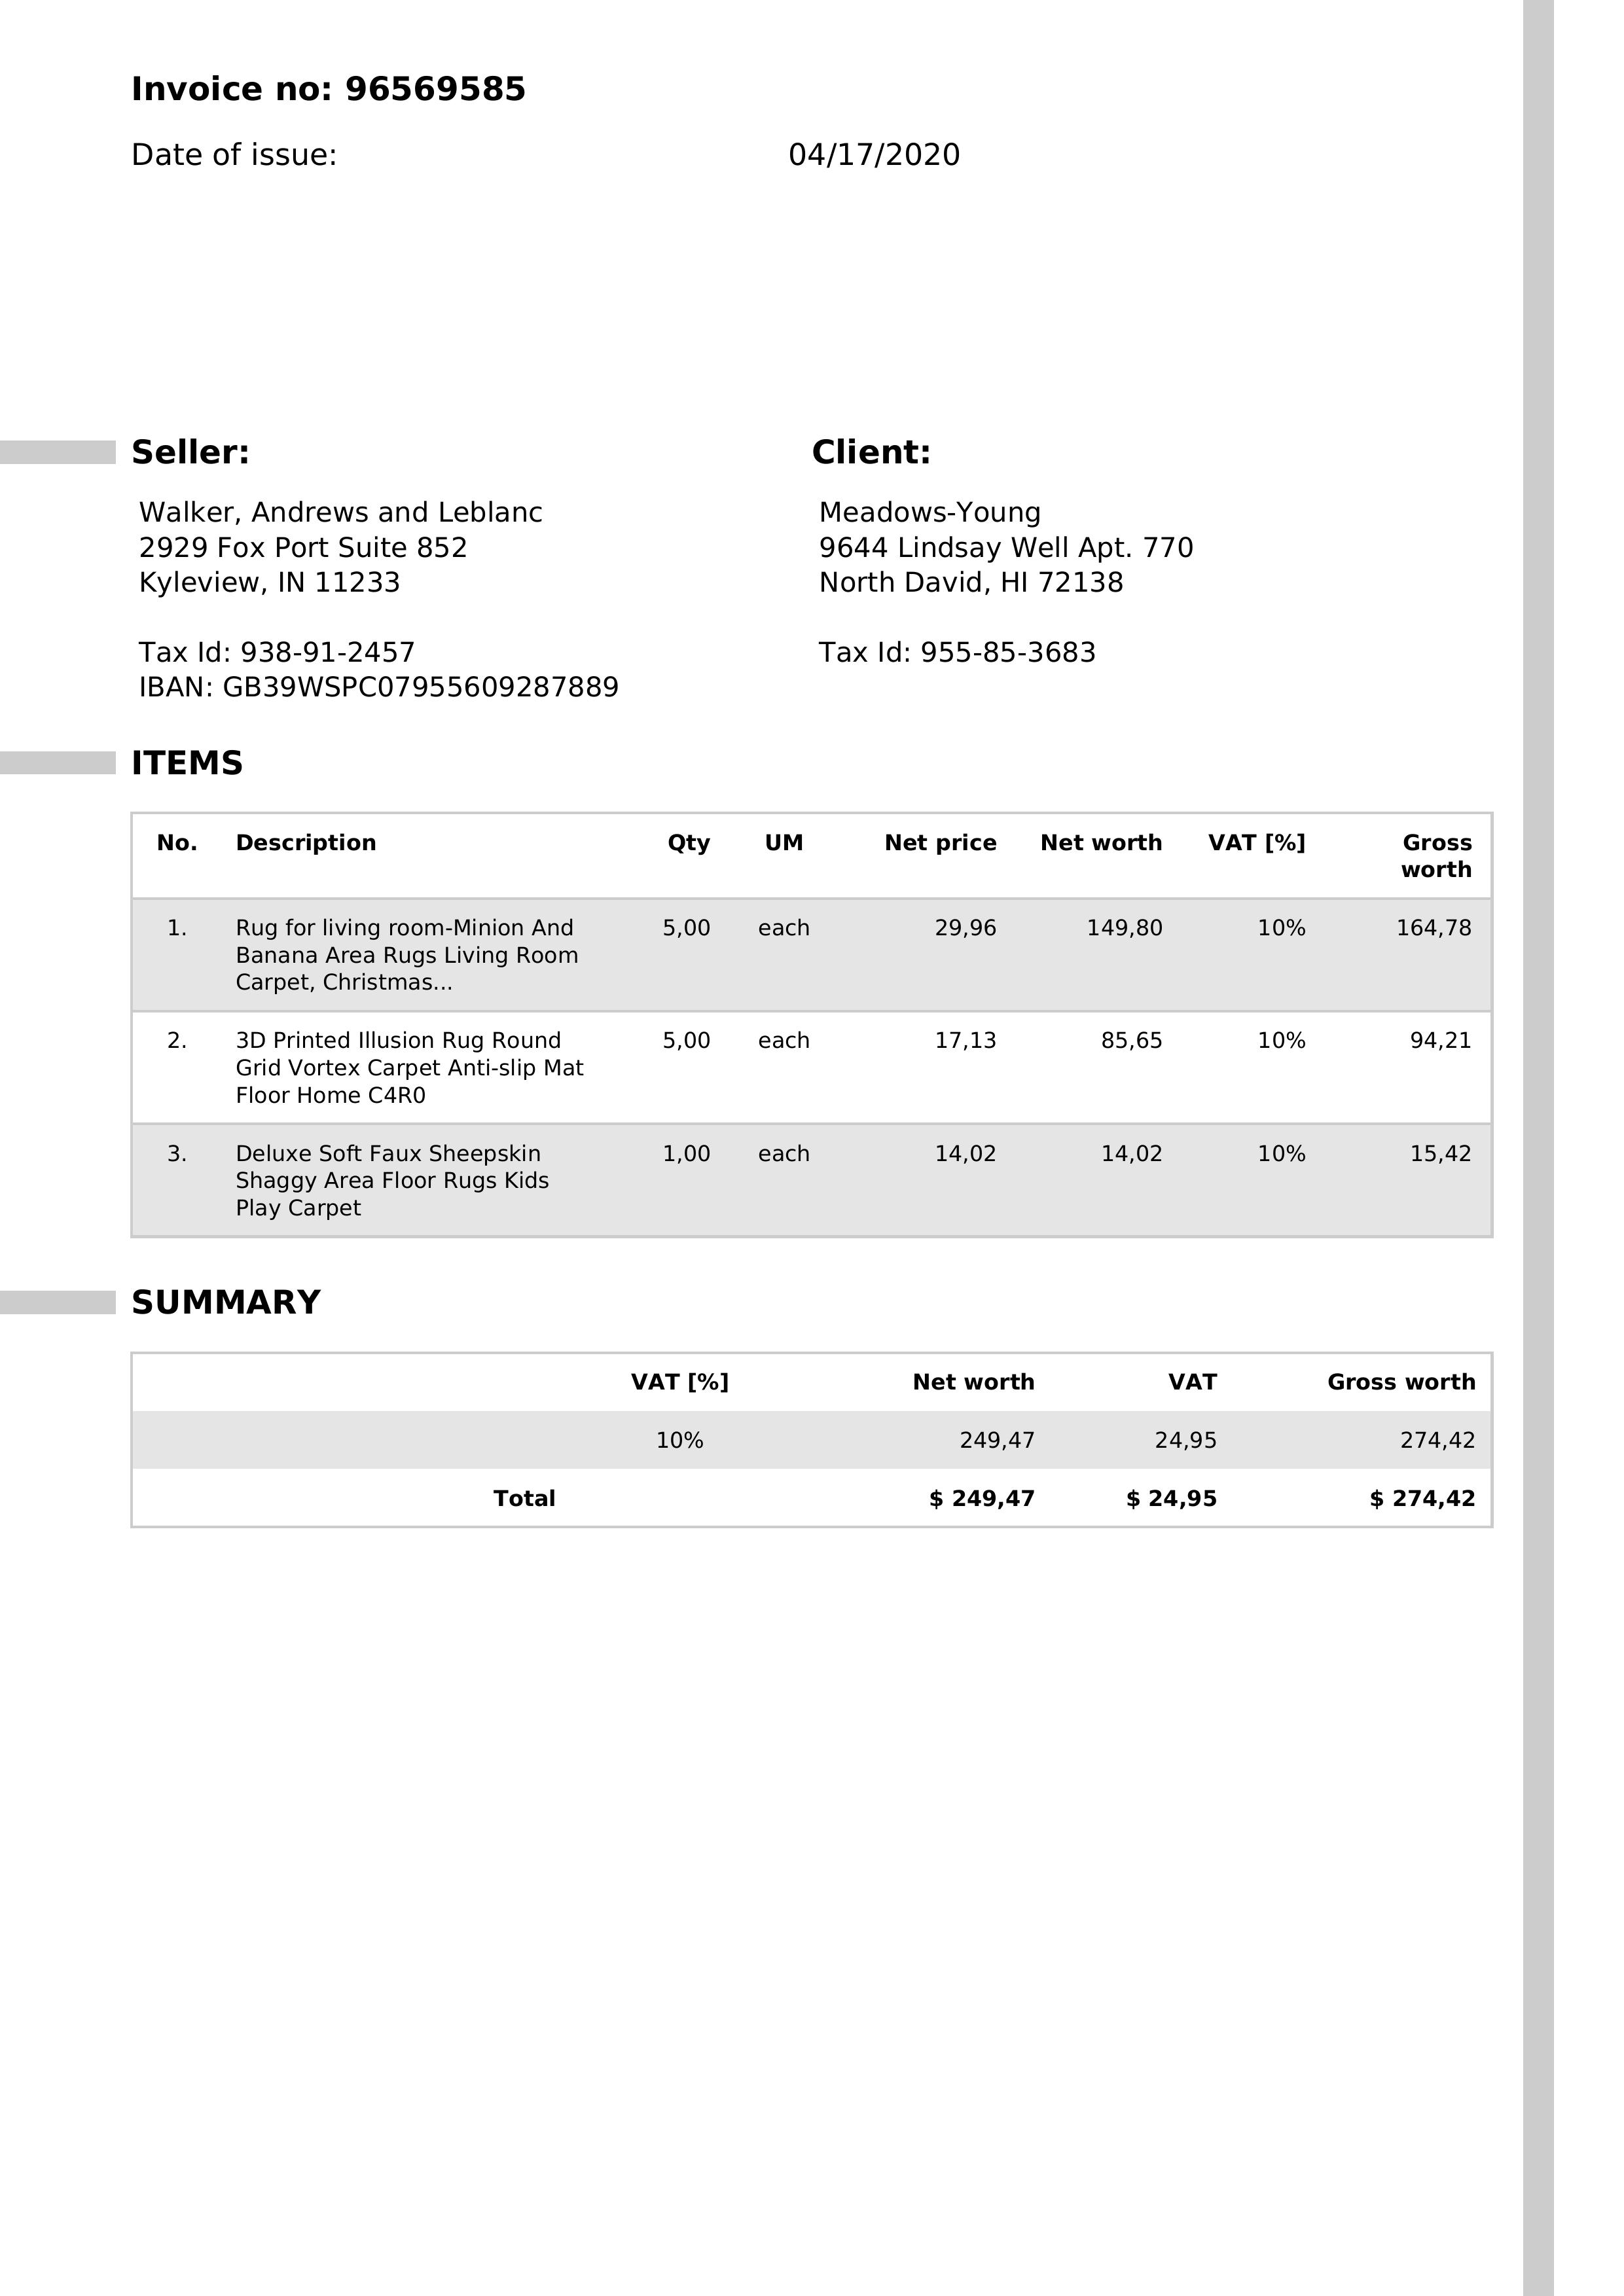 Invoice no: 96569585
Date of issue: 04/17/2020
Seller: Client:
Walker, Andrews and Leblanc
2929 Fox Port Suite 852
Kyleview, IN 11233
Tax Id: 938-91-2457
IBAN: GB39WSPC07955609287889
Meadows-Young
9644 Lindsay Well Apt. 770
North David, HI 72138
Tax Id: 955-85-3683
ITEMS
No. Description Qty UM Net price Net worth VAT [%] Gross
worth
1. Rug for living room-Minion And 5,00 each 29,96 149,80 10% 164,78
Banana Area Rugs Living Room
Carpet, Christmas...
2. 3D Printed Illusion Rug Round 5,00 each 17,13 85,65 10% 94,21
Grid Vortex Carpet Anti-slip Mat
Floor Home C4R0
3. Deluxe Soft Faux Sheepskin 1,00 each 14,02 14,02 10% 15,42
Shaggy Area Floor Rugs Kids
Play Carpet
SUMMARY
VAT [%] Net worth VAT Gross worth
10% 249,47 24,95 274,42
Total $ 249,47 $ 24,95 $ 274,42